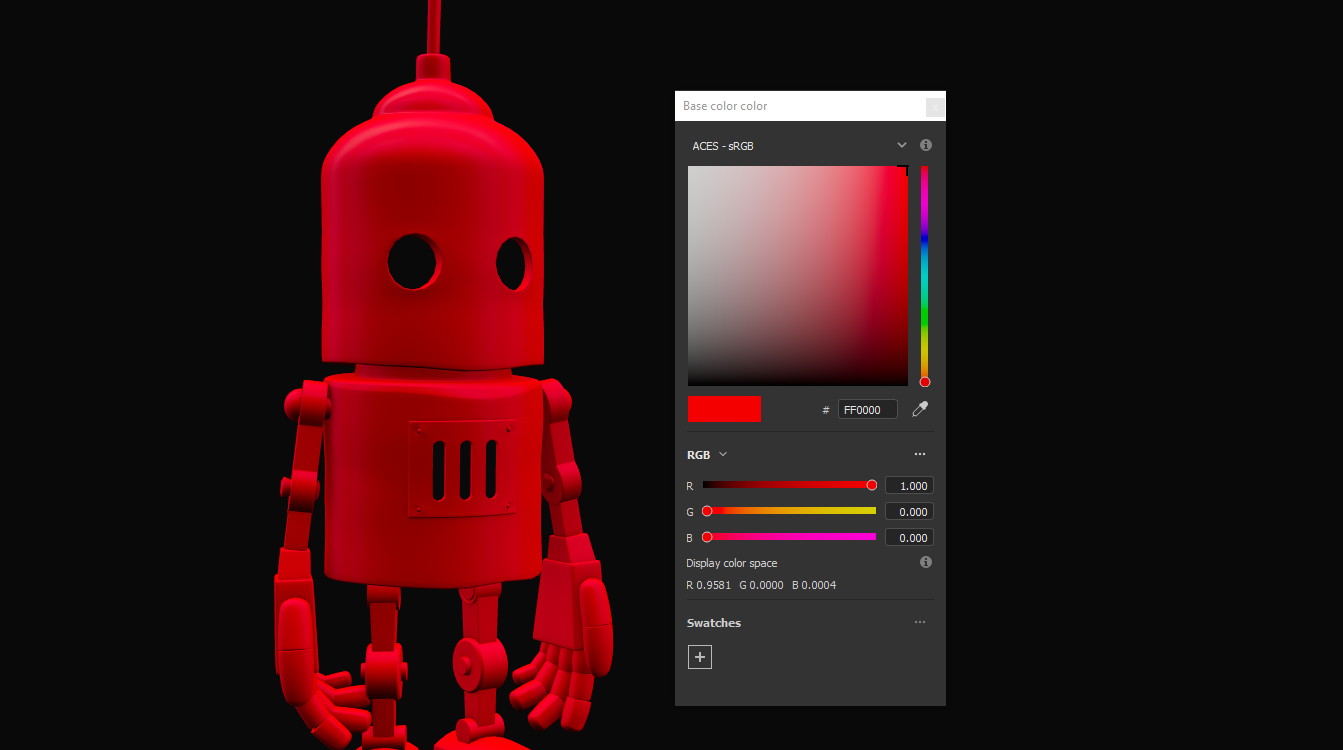 Base color color
ACES - sRGB
# FF0000
RGB
R 1.000
G 0.000
B 0.000
Display color space
R 0.9581 G 0.0000 B 0.0004
Swatches